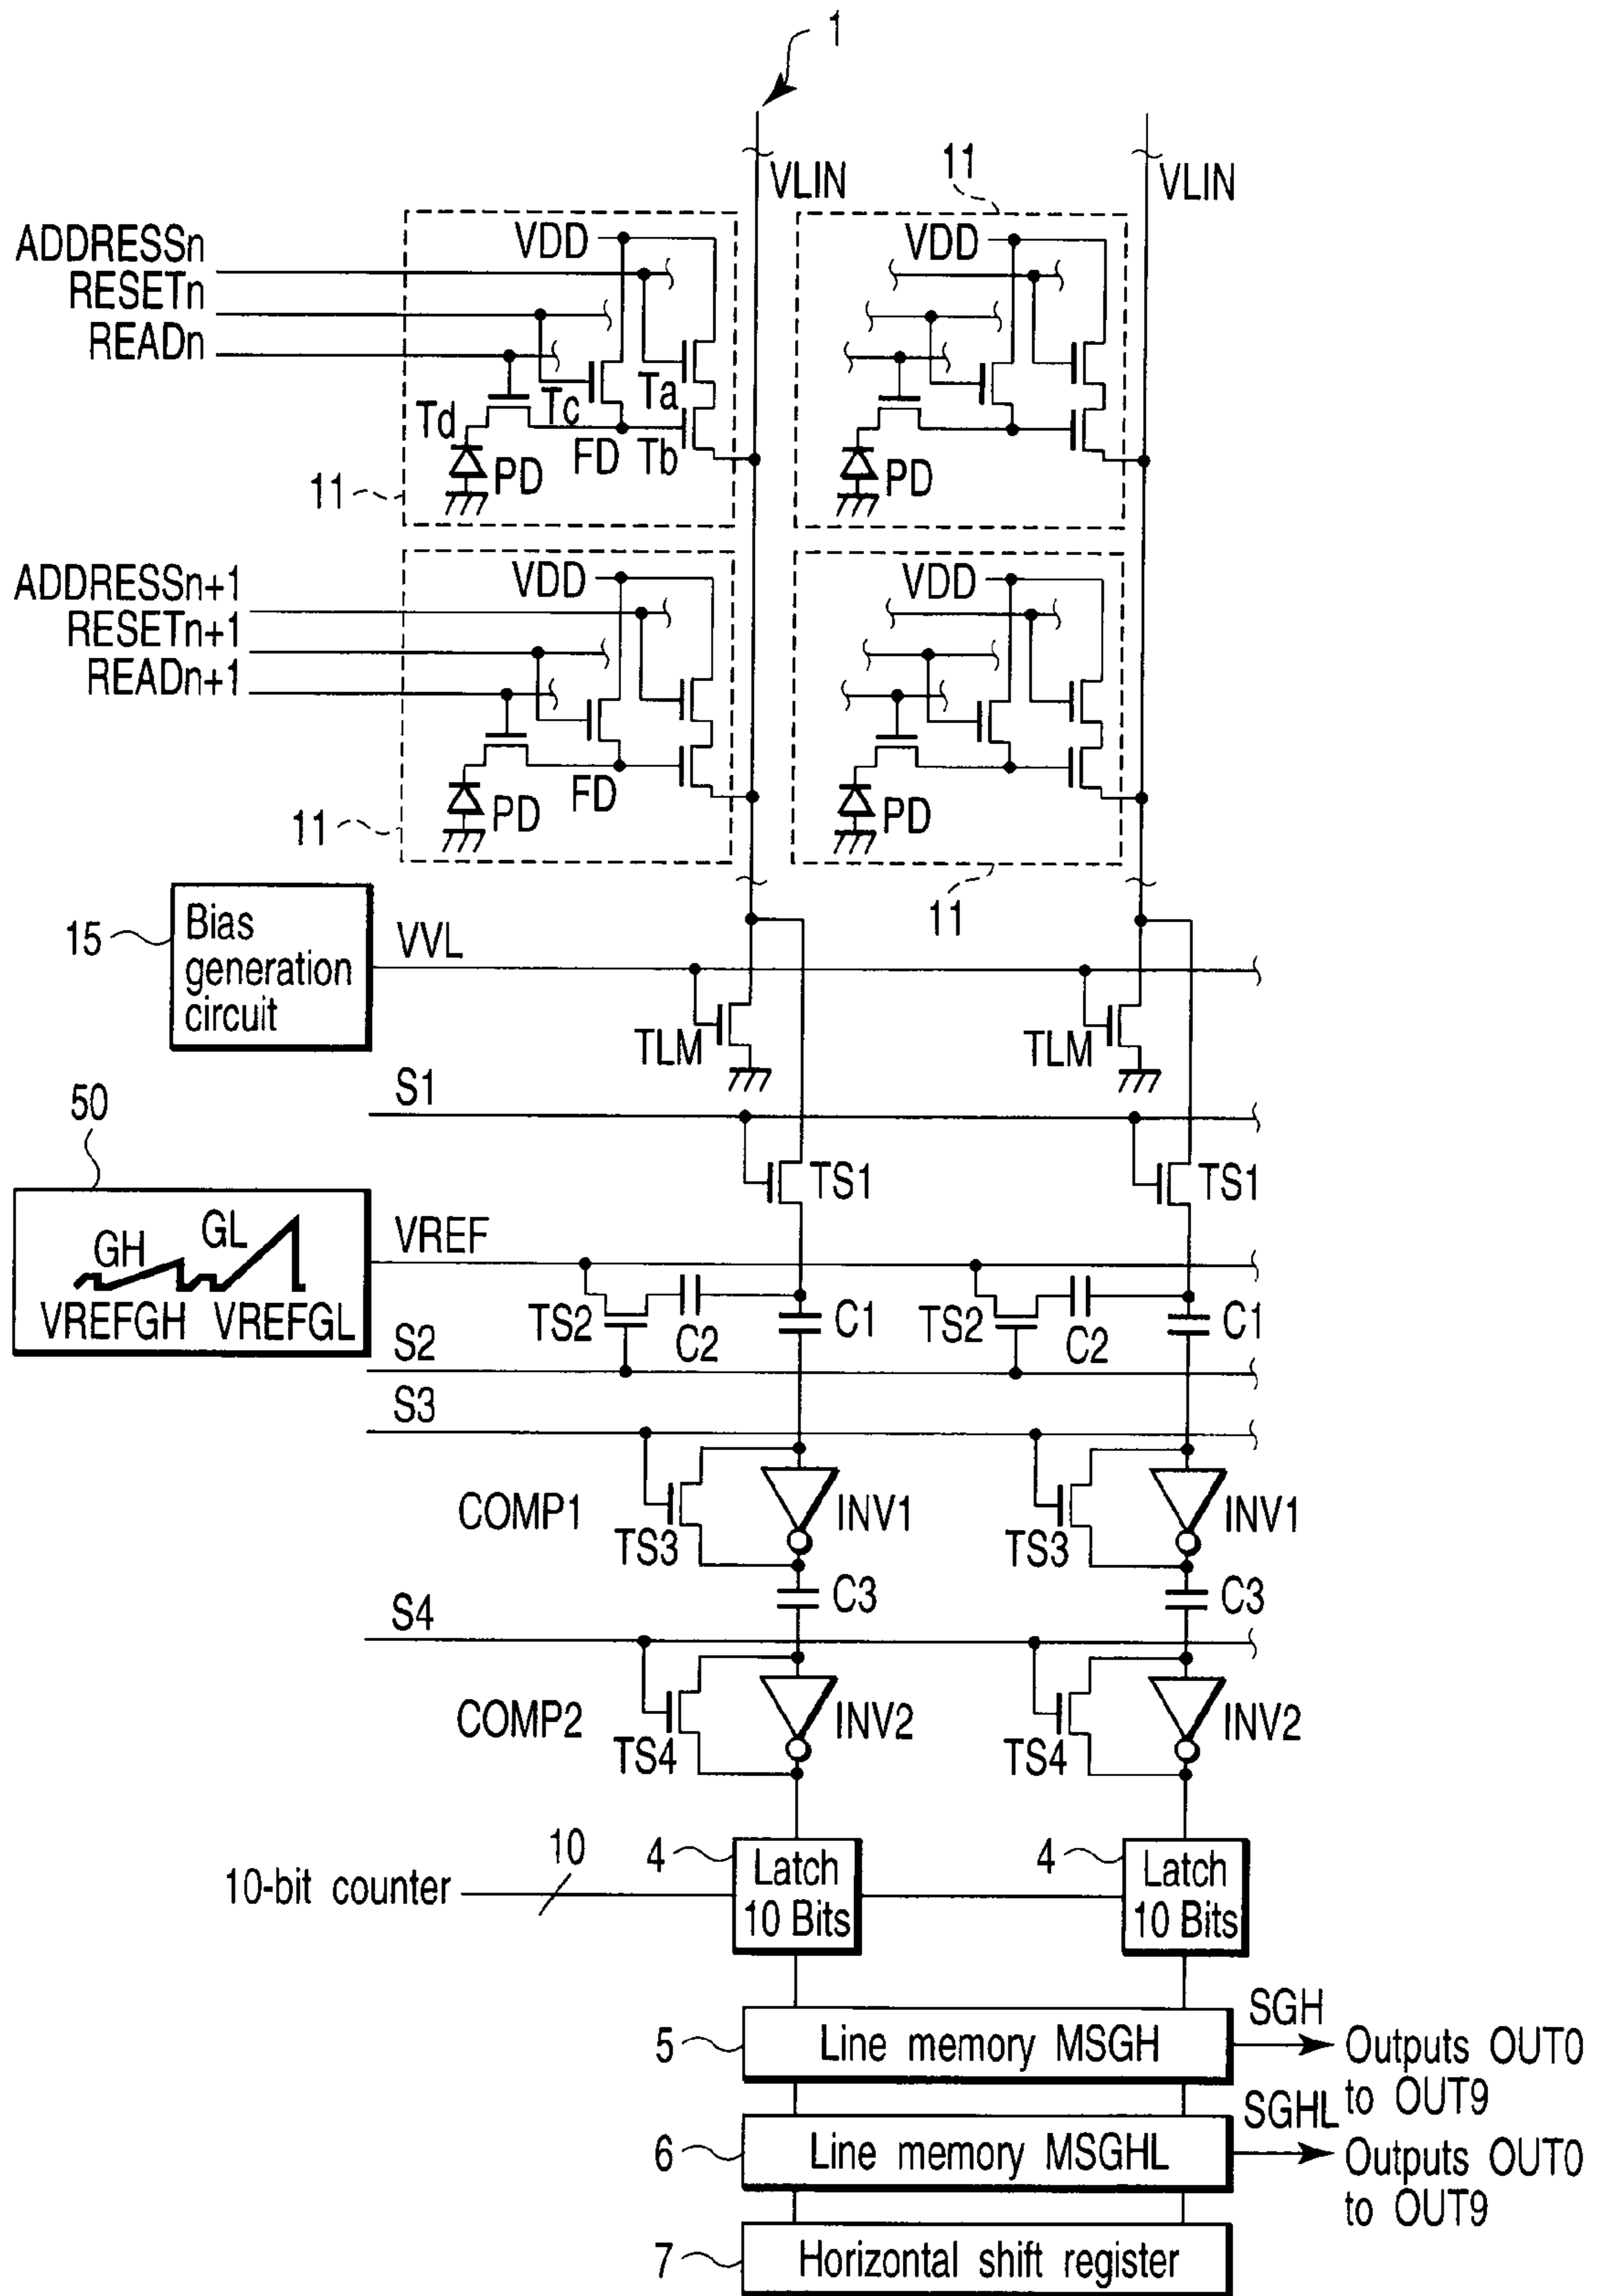 1
VLIN
VLIN
11
ADDRESSn
RESETn
READn
VDD
VDD
Td
Tc
Ta
FD
Tb
PD
PD
11
ADDRESSn+1
RESETn+1
READn+1
VDD
VDD
FD
PD
PD
11
11
15
Bias
generation
circuit
VVL
TLM
TLM
50
S1
TS1
TS1
GH
GL
VREFGH
VREFGL
VREF
TS2
C2
C1
TS2
C2
C1
S2
S3
COMP1
TS3
INV1
TS3
INV1
C3
C3
S4
COMP2
TS4
INV2
TS4
INV2
10-bit counter
10
4
Latch
10 Bits
4
Latch
10 Bits
5
Line memory MSGH
SGH
Outputs OUT0
to OUT9
6
Line memory MSGHL
SGHL
Outputs OUT0
to OUT9
7
Horizontal shift register